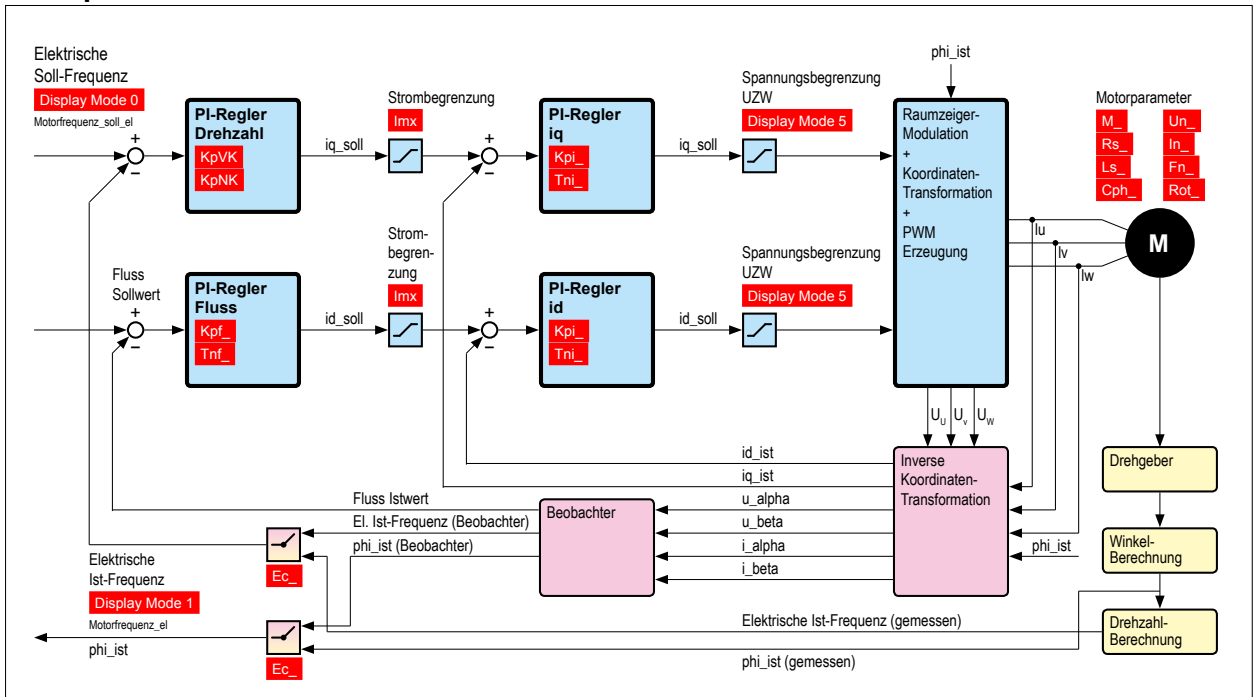 Elektrische
Soll-Frequenz
Display Mode 0
Motorfrequenz_soll_el
+
−
PI-Regler
Drehzahl
KpVK
KpNK
iq_soll
Strombegrenzung
Imx
+
−
PI-Regler
iq
Kpi_
Tni_
iq_soll
Spannungsbegrenzung
UZW
Display Mode 5
phi_ist
Raumzeiger-
Modulation
+
Koordinaten-
Transformation
+
PWM
Erzeugung
Motorparameter
M_
Un_
Rs_
In_
Ls_
Fn_
Cph_
Rot_
Iu
Iv
Iw
M
Fluss
Sollwert
+
−
PI-Regler
Fluss
Kpf_
Tnf_
id_soll
Strom-
begren-
zung
Imx
+
−
PI-Regler
id
Kpi_
Tni_
id_soll
Spannungsbegrenzung
UZW
Display Mode 5
UU
Uv
UW
id_ist
iq_ist
u_alpha
u_beta
i_alpha
i_beta
Inverse
Koordinaten-
Transformation
phi_ist
Drehgeber
Winkel-
Berechnung
Drehzahl-
Berechnung
Beobachter
Fluss Istwert
El. Ist-Frequenz (Beobachter)
phi_ist (Beobachter)
Ec_
Elektrische
Ist-Frequenz
Display Mode 1
Motorfrequenz_el
phi_ist
Ec_
Elektrische Ist-Frequenz (gemessen)
phi_ist (gemessen)